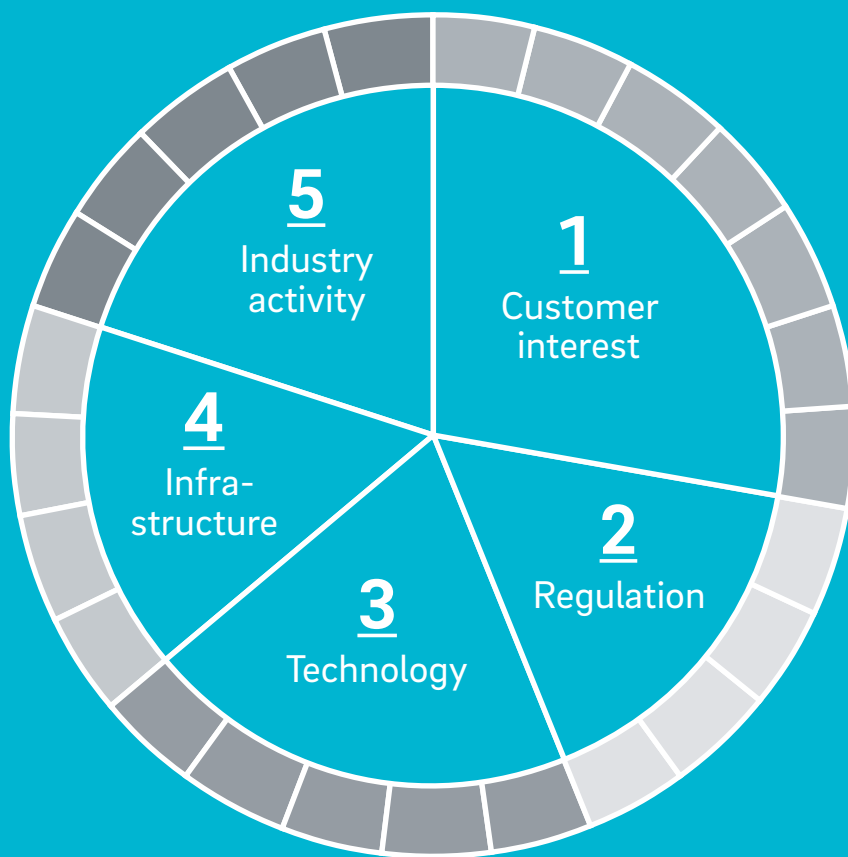 1
Customer
interest
2
Regulation
3
Technology
4
Infra-
structure
5
Industry
activity